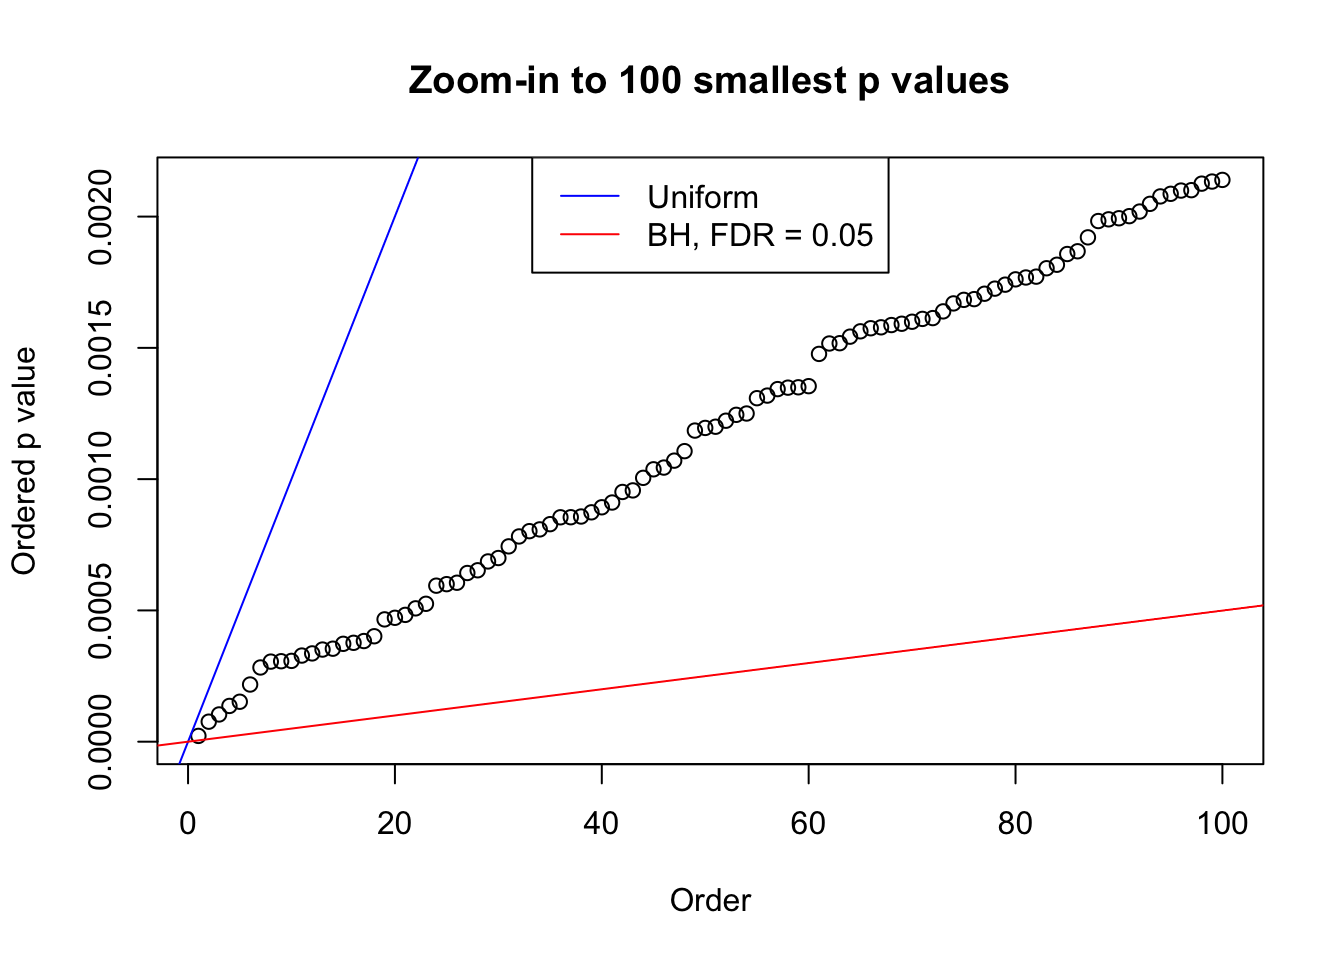 Zoom-in to 100 smallest p values
Uniform
BH, FDR = 0.05
Ordered p value
0.0000
0.0005
0.0010
0.0015
0.0020
0
20
40
60
80
100
Order